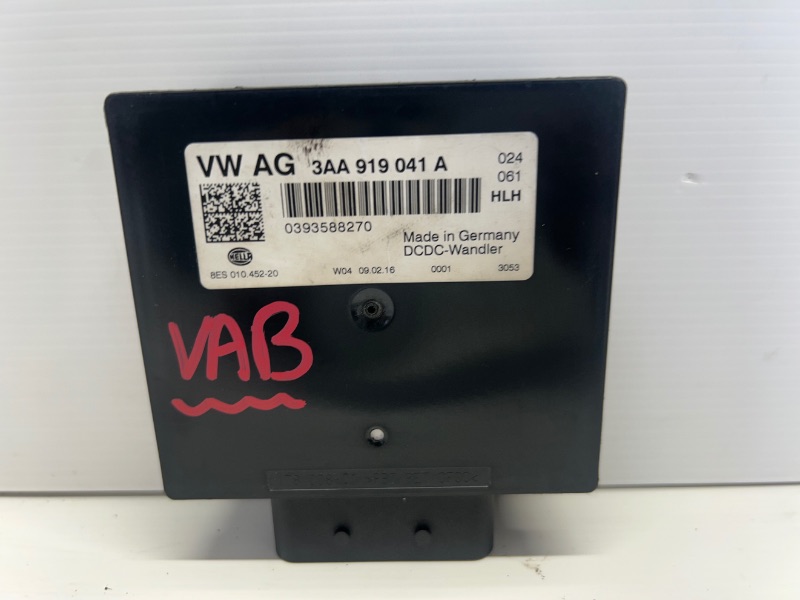 VW AG 3AA 919 041 A
024
061
HLH
0393588270
Made in Germany
DCDC-Wandler
HELLA
8ES 010.452-20
W04 09.02.16 0001 3053
VAB